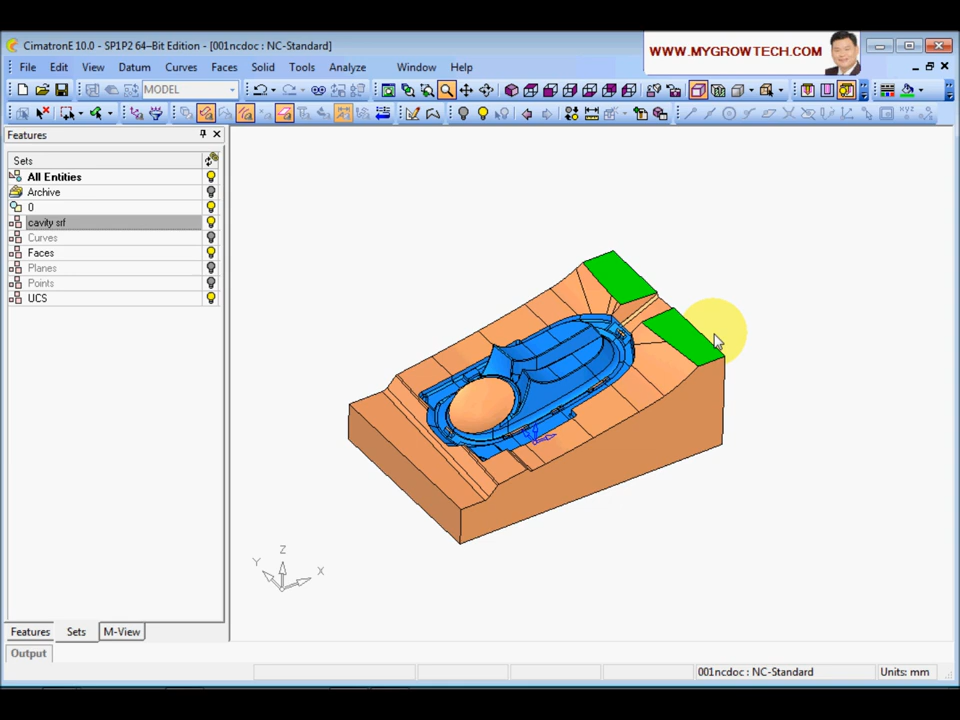 CimatronE 10.0 - SP1P2 64-Bit Edition - [001ncdoc : NC-Standard]
WWW.MYGROWTECH.COM
File Edit View Datum Curves Faces Solid Tools Analyze Window Help
MODEL
XYZ
Features
Sets
All Entities
Archive
0
cavity srf
Curves
Faces
Planes
Points
UCS
Z
Y
X
Features Sets M-View
Output
001ncdoc : NC-Standard Units: mm